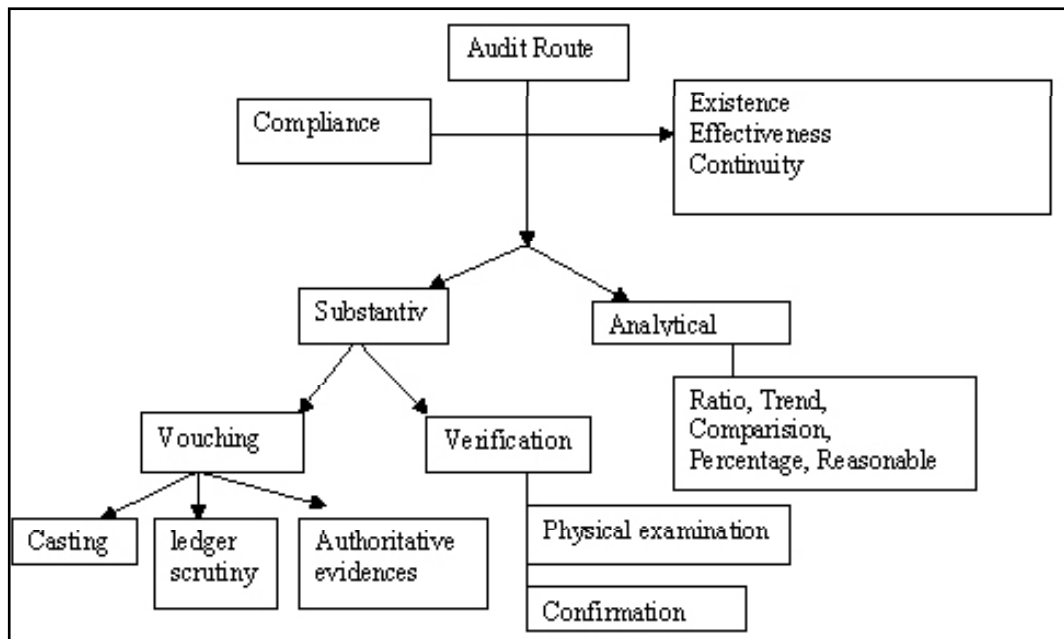 Audit Route
Compliance
Existence
Effectiveness
Continuity
Substantiv
Analytical
Ratio, Trend,
Comparision,
Percentage, Reasonable
Vouching
Verification
Casting
ledger
scrutiny
Authoritative
evidences
Physical examination
Confirmation